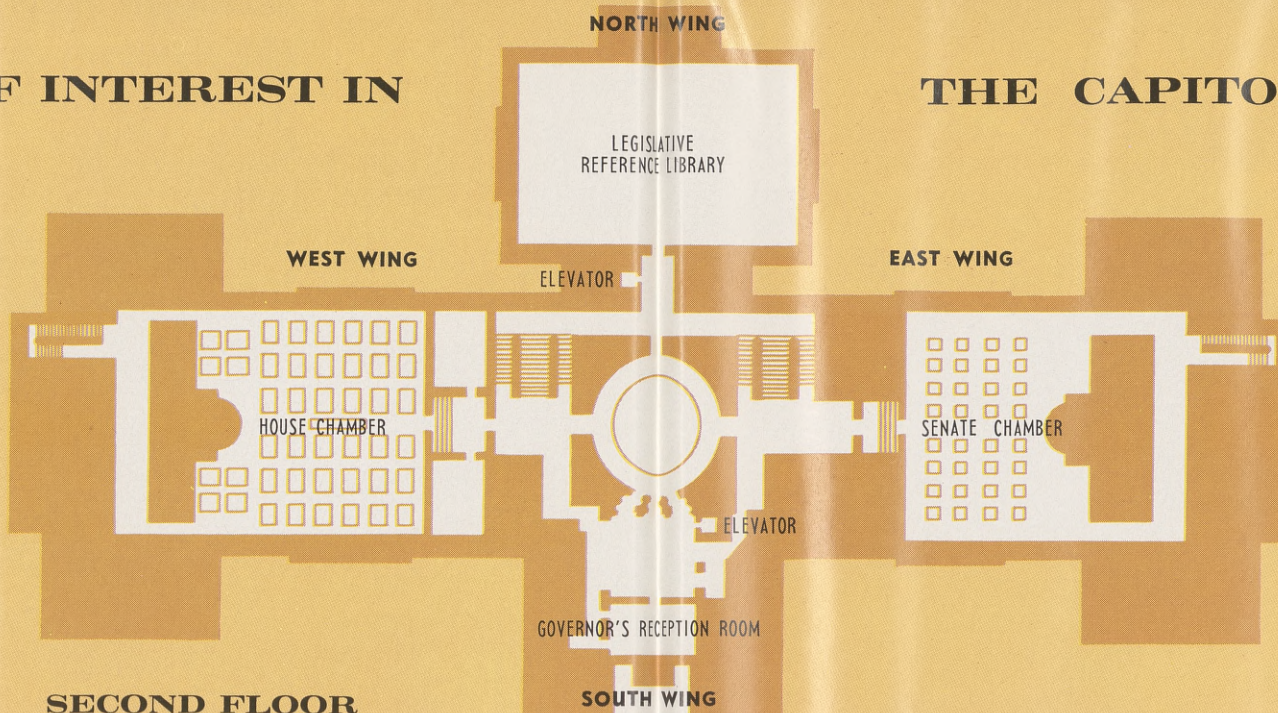 NORTH WING
F INTEREST IN
THE CAPITO
LEGISLATIVE
REFERENCE LIBRARY
WEST WING
EAST WING
ELEVATOR
HOUSE CHAMBER
SENATE CHAMBER
ELEVATOR
GOVERNOR'S RECEPTION ROOM
SOUTH WING
SECOND FLOOR